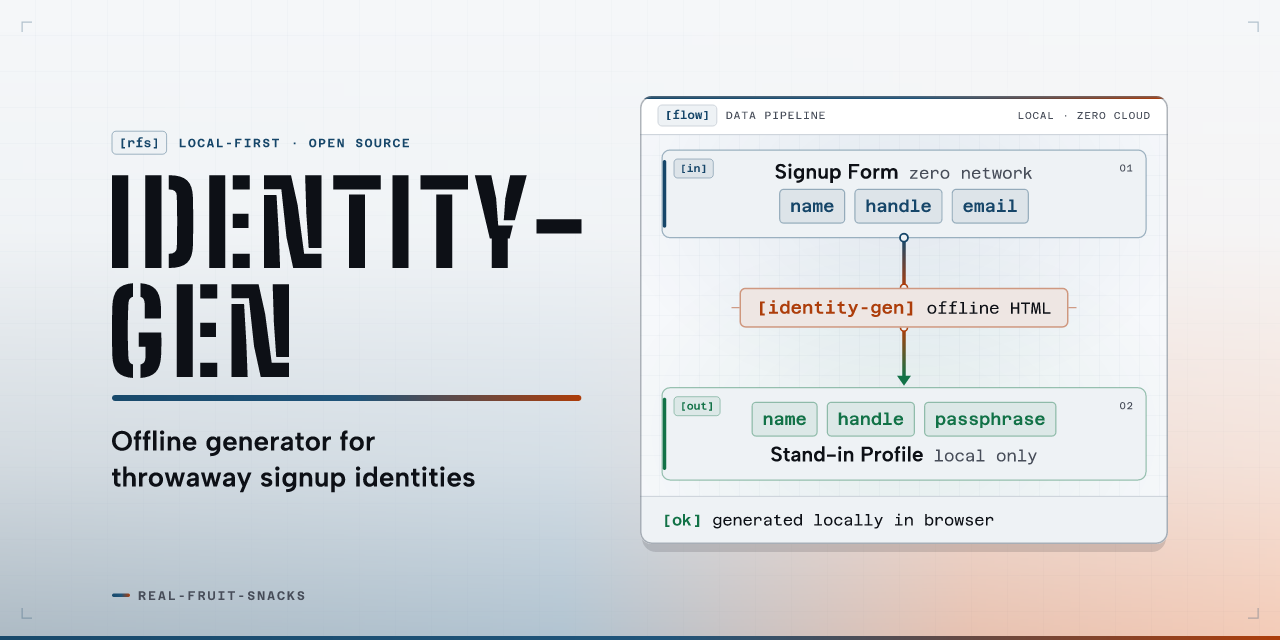 [rfs] LOCAL-FIRST · OPEN SOURCE
IDENTITY-
GEN
Offline generator for
throwaway signup identities
REAL-FRUIT-SNACKS
[flow] DATA PIPELINE LOCAL · ZERO CLOUD
[in] Signup Form zero network 01
name handle email
[identity-gen] offline HTML
[out] name handle passphrase 02
Stand-in Profile local only
[ok] generated locally in browser